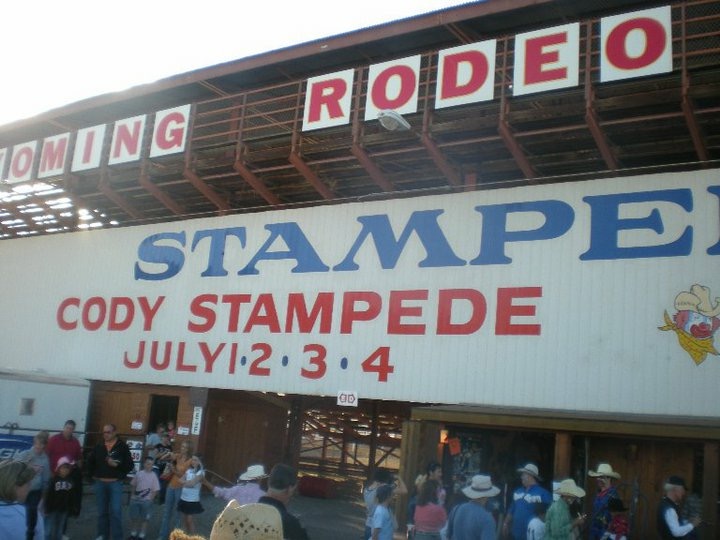 OMING RODEO
STAMPE
CODY STAMPEDE
JULY 1·2·3·4